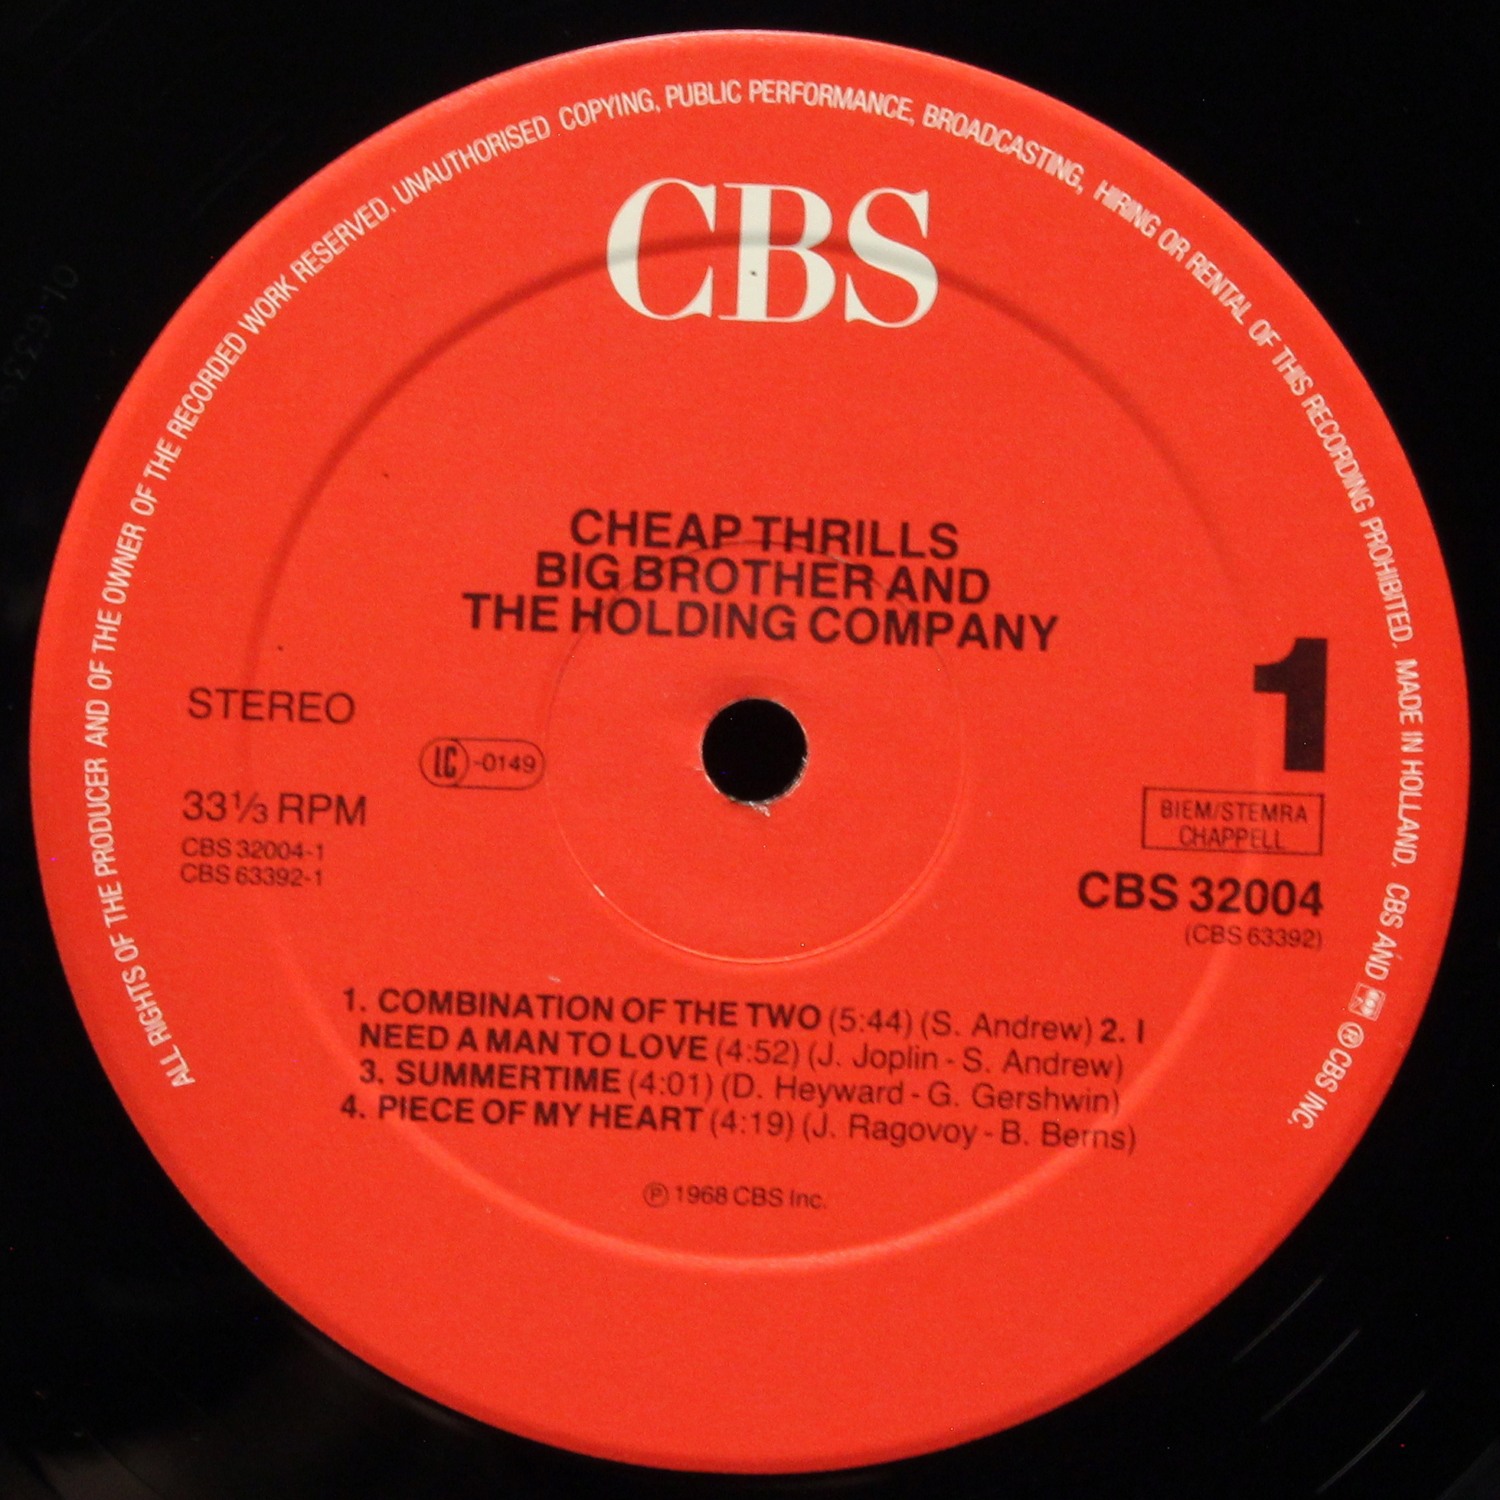 ALL RIGHTS OF THE PRODUCER AND OF THE OWNER OF THE RECORDED WORK RESERVED. UNAUTHORISED COPYING, PUBLIC PERFORMANCE, BROADCASTING, HIRING OR RENTAL OF THIS RECORDING PROHIBITED. MADE IN HOLLAND. CBS AND CBS ℗ CBS INC.
CBS
CHEAP THRILLS
BIG BROTHER AND
THE HOLDING COMPANY
STEREO
LC -0149
33⅓ RPM
CBS 32004-1
CBS 63392-1
1
BIEM/STEMRA
CHAPPELL
CBS 32004
(CBS 63392)
1. COMBINATION OF THE TWO (5:44) (S. Andrew) 2. I
NEED A MAN TO LOVE (4:52) (J. Joplin - S. Andrew)
3. SUMMERTIME (4:01) (D. Heyward - G. Gershwin)
4. PIECE OF MY HEART (4:19) (J. Ragovoy - B. Berns)
℗ 1968 CBS Inc.